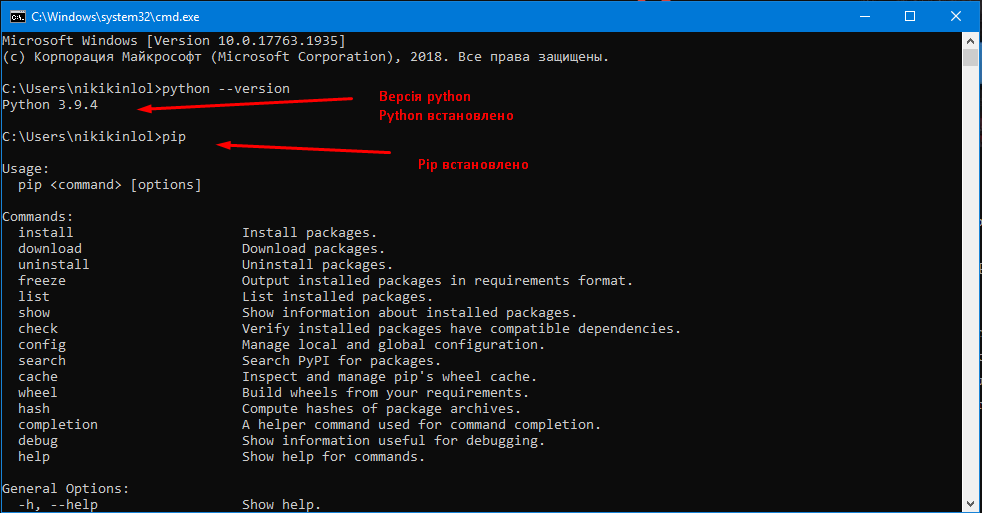 C:\Windows\system32\cmd.exe
Microsoft Windows [Version 10.0.17763.1935]
(c) Корпорация Майкрософт (Microsoft Corporation), 2018. Все права защищены.
C:\Users\nikikinlol>python --version
Python 3.9.4
Версія python
Python встановлено
C:\Users\nikikinlol>pip
Pip встановлено
Usage:
pip <command> [options]
Commands:
install Install packages.
download Download packages.
uninstall Uninstall packages.
freeze Output installed packages in requirements format.
list List installed packages.
show Show information about installed packages.
check Verify installed packages have compatible dependencies.
config Manage local and global configuration.
search Search PyPI for packages.
cache Inspect and manage pip's wheel cache.
wheel Build wheels from your requirements.
hash Compute hashes of package archives.
completion A helper command used for command completion.
debug Show information useful for debugging.
help Show help for commands.
General Options:
-h, --help Show help.